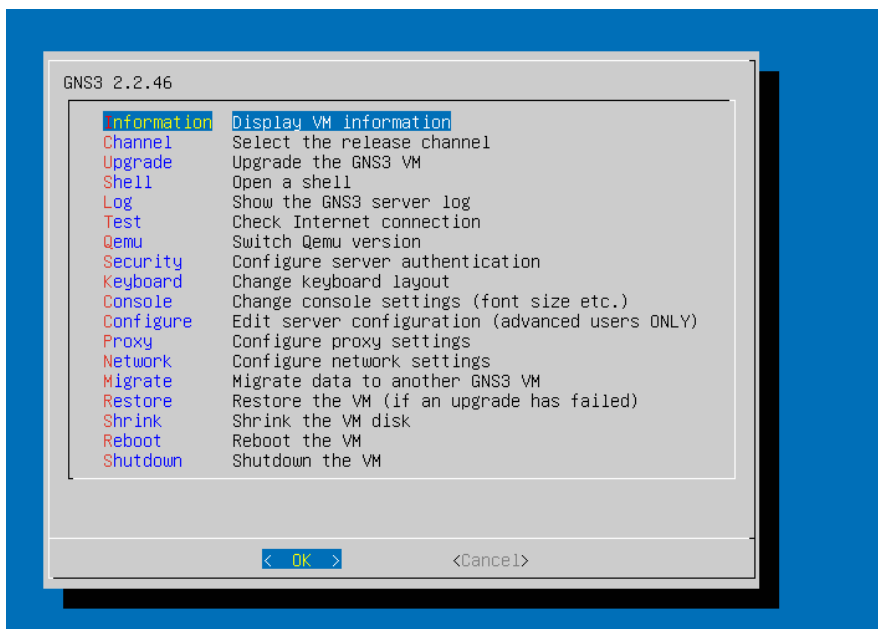 GNS3 2.2.46
Information Display VM information
Channel Select the release channel
Upgrade Upgrade the GNS3 VM
Shell Open a shell
Log Show the GNS3 server log
Test Check Internet connection
Qemu Switch Qemu version
Security Configure server authentication
Keyboard Change keyboard layout
Console Change console settings (font size etc.)
Configure Edit server configuration (advanced users ONLY)
Proxy Configure proxy settings
Network Configure network settings
Migrate Migrate data to another GNS3 VM
Restore Restore the VM (if an upgrade has failed)
Shrink Shrink the VM disk
Reboot Reboot the VM
Shutdown Shutdown the VM
< OK > <Cancel>